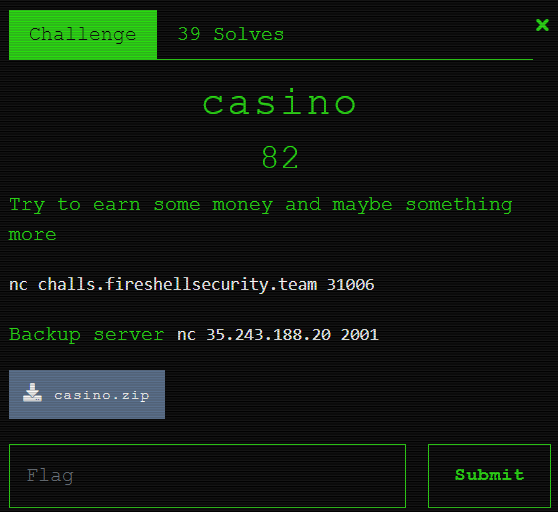 Challenge 39 Solves ×
casino
82
Try to earn some money and maybe something
more
nc challs.fireshellsecurity.team 31006
Backup server nc 35.243.188.20 2001
casino.zip
Flag Submit